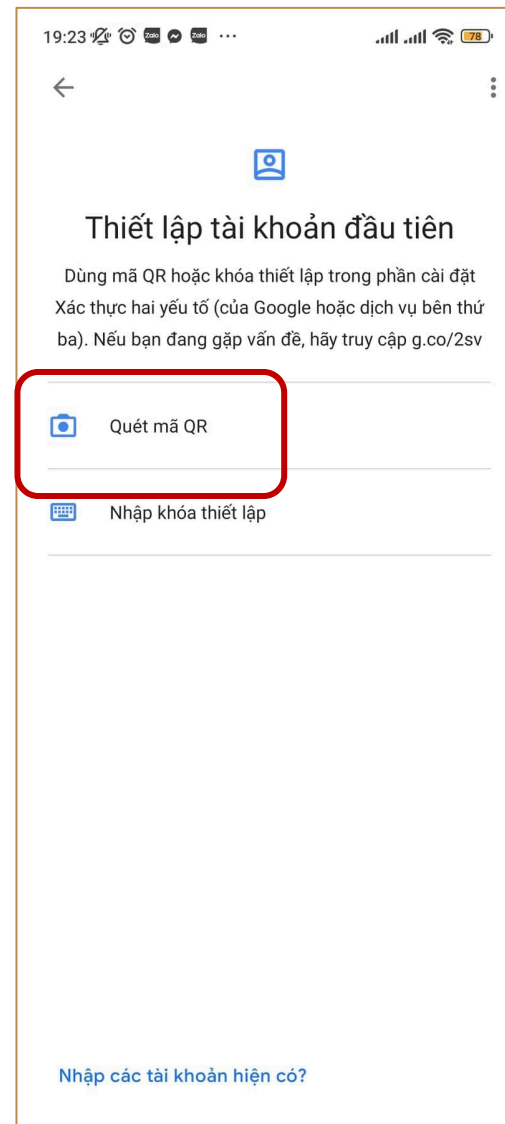 19:23 Zalo Zalo ... 78
Thiết lập tài khoản đầu tiên
Dùng mã QR hoặc khóa thiết lập trong phần cài đặt
Xác thực hai yếu tố (của Google hoặc dịch vụ bên thứ
ba). Nếu bạn đang gặp vấn đề, hãy truy cập g.co/2sv
Quét mã QR
Nhập khóa thiết lập
Nhập các tài khoản hiện có?